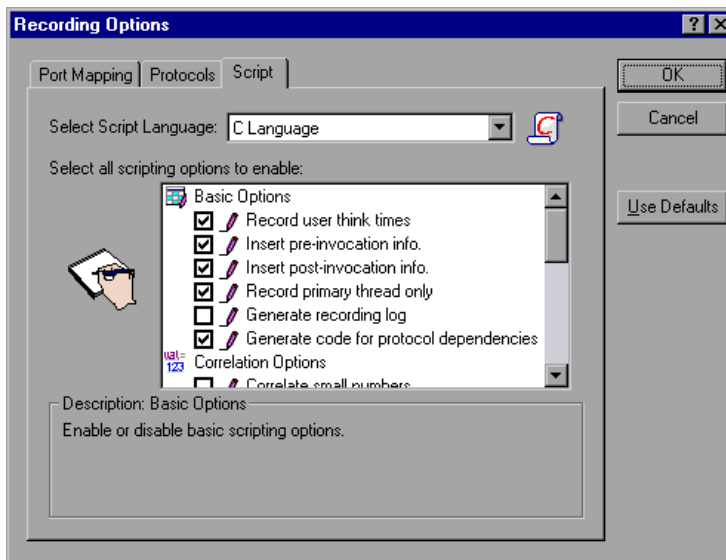 Recording Options
Port Mapping Protocols Script
OK
Select Script Language: C Language
Cancel
Select all scripting options to enable:
Basic Options
Record user think times
Use Defaults
Insert pre-invocation info.
Insert post-invocation info.
Record primary thread only
Generate recording log
Generate code for protocol dependencies
val=
123
Correlation Options
Correlate small numbers
Description: Basic Options
Enable or disable basic scripting options.